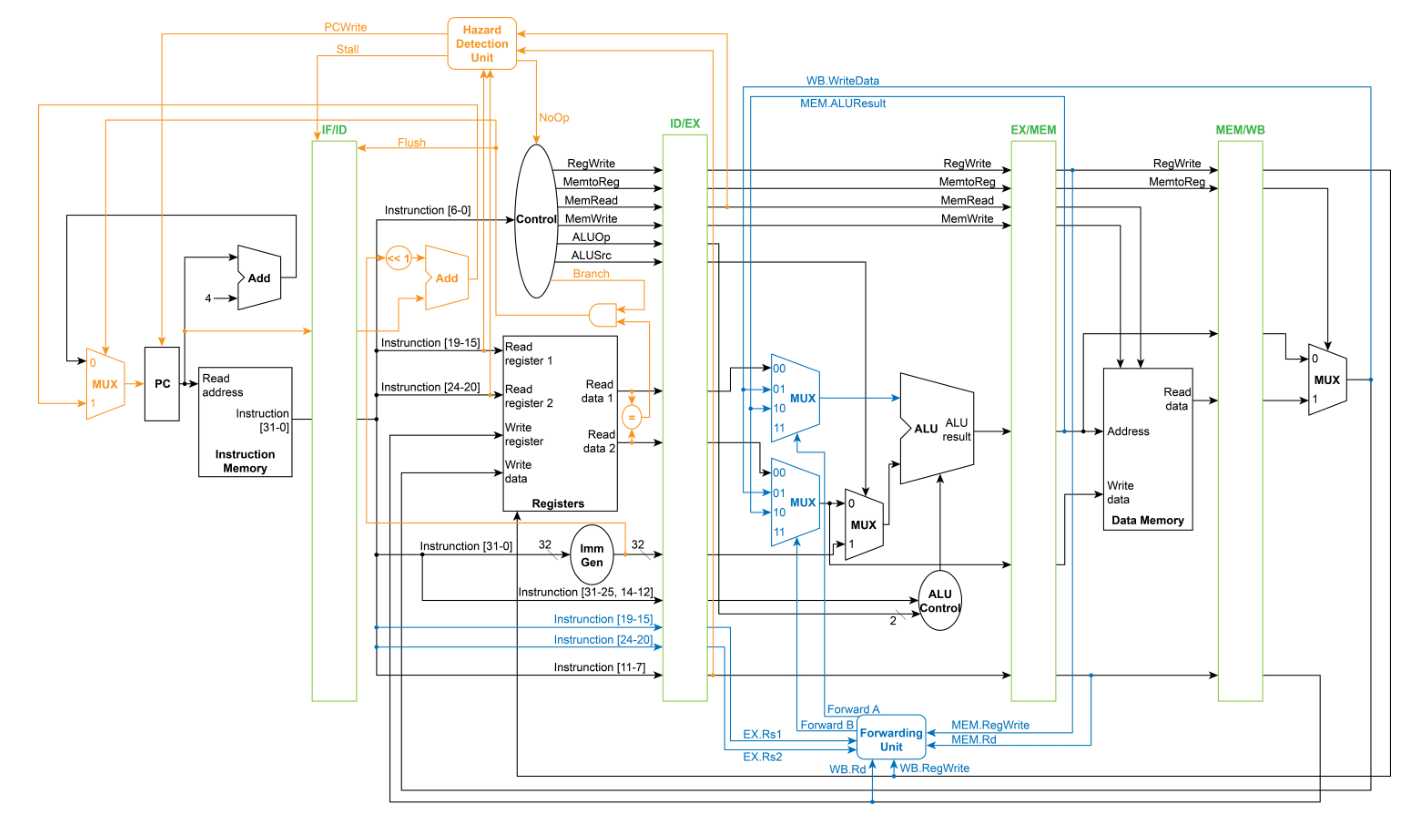 PCWrite
Hazard
Detection
Unit
Stall
WB.WriteData
MEM.ALUResult
NoOp
IF/ID
ID/EX
EX/MEM
MEM/WB
Flush
RegWrite
RegWrite
RegWrite
MemtoReg
MemtoReg
MemtoReg
MemRead
MemRead
Instrunction [6-0]
Control
MemWrite
MemWrite
ALUOp
ALUSrc
Branch
<< 1
Add
Add
4
Instrunction [19-15]
Read
register 1
0
MUX
1
PC
Read
address
Instruction
[31-0]
Instruction
Memory
Instrunction [24-20]
Read
register 2
Read
data 1
=
Write
register
Read
data 2
Write
data
Registers
00
01
10
11
MUX
00
01
10
11
MUX
0
MUX
1
ALU
ALU
result
Read
data
Address
Write
data
Data Memory
0
MUX
1
Instrunction [31-0]
32
Imm
Gen
32
Instrunction [31-25, 14-12]
ALU
Control
2
Instrunction [19-15]
Instrunction [24-20]
Instrunction [11-7]
Forward A
Forward B
Forwarding
Unit
MEM.RegWrite
MEM.Rd
EX.Rs1
EX.Rs2
WB.Rd
WB.RegWrite